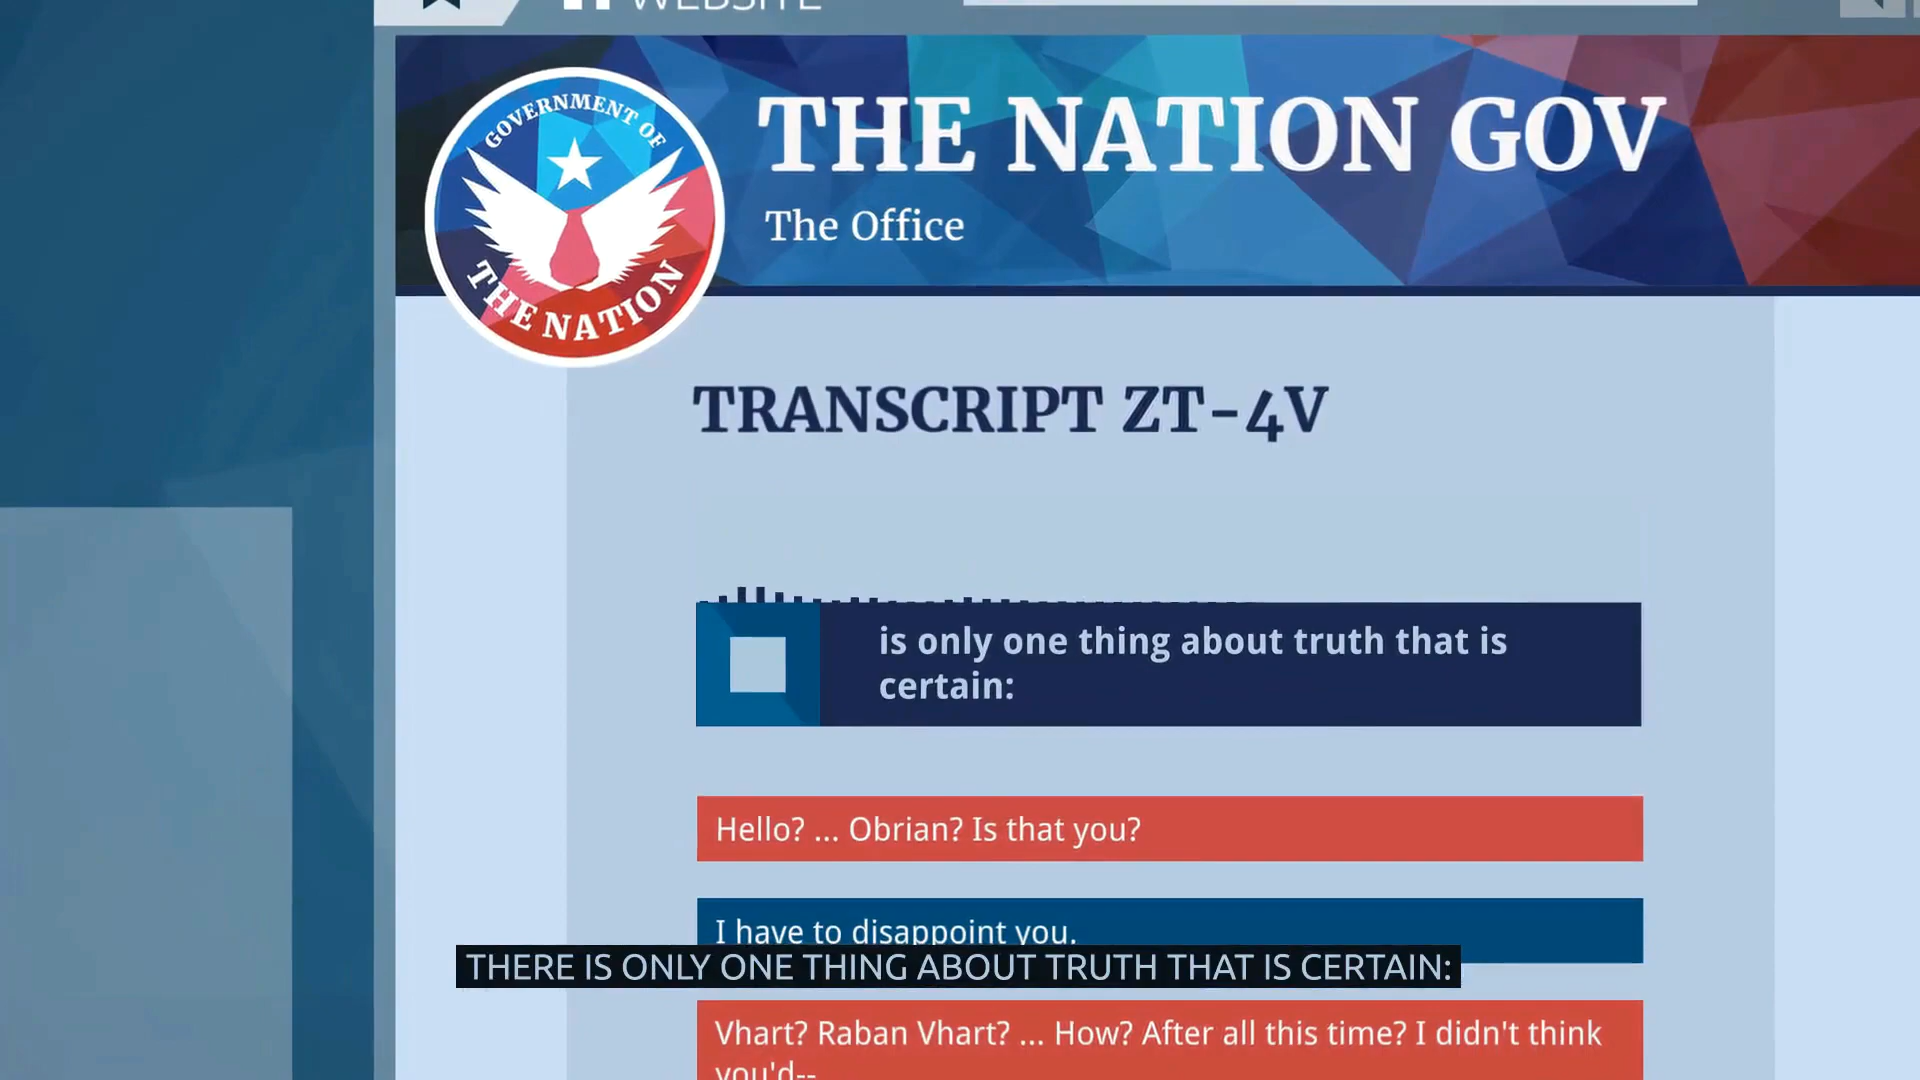 WEBSITE
GOVERNMENT OF
THE NATION
THE NATION GOV
The Office
TRANSCRIPT ZT-4V
is only one thing about truth that is
certain:
Hello? ... Obrian? Is that you?
I have to disappoint you.
THERE IS ONLY ONE THING ABOUT TRUTH THAT IS CERTAIN:
Vhart? Raban Vhart? ... How? After all this time? I didn't think
you'd--